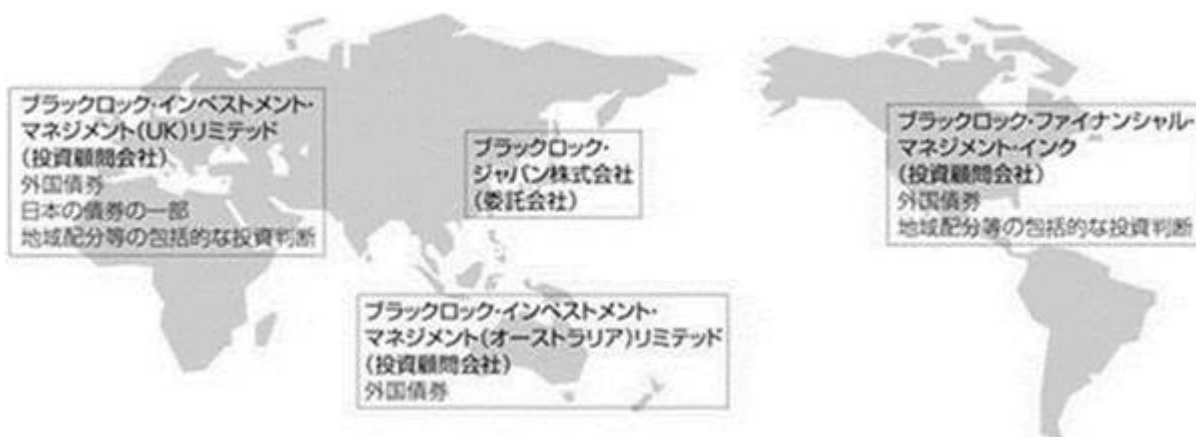 ブラックロック・インベストメント・
マネジメント(UK)リミテッド
(投資顧問会社)
外国債券
日本の債券の一部
地域配分等の包括的な投資判断
ブラックロック・
ジャパン株式会社
(委託会社)
ブラックロック・ファイナンシャル・
マネジメント・インク
(投資顧問会社)
外国債券
地域配分等の包括的な投資判断
ブラックロック・インベストメント・
マネジメント(オーストラリア)リミテッド
(投資顧問会社)
外国債券